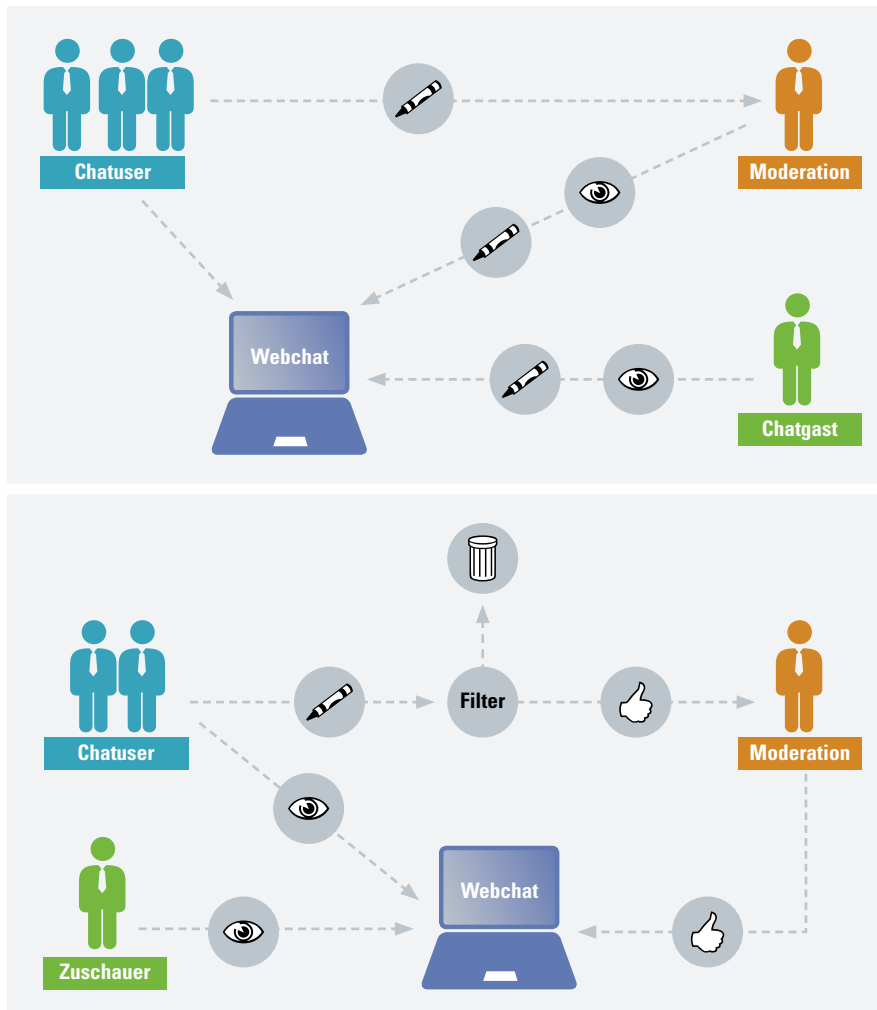 Chatuser
Moderation
Webchat
Chatgast
Filter
Chatuser
Moderation
Webchat
Zuschauer